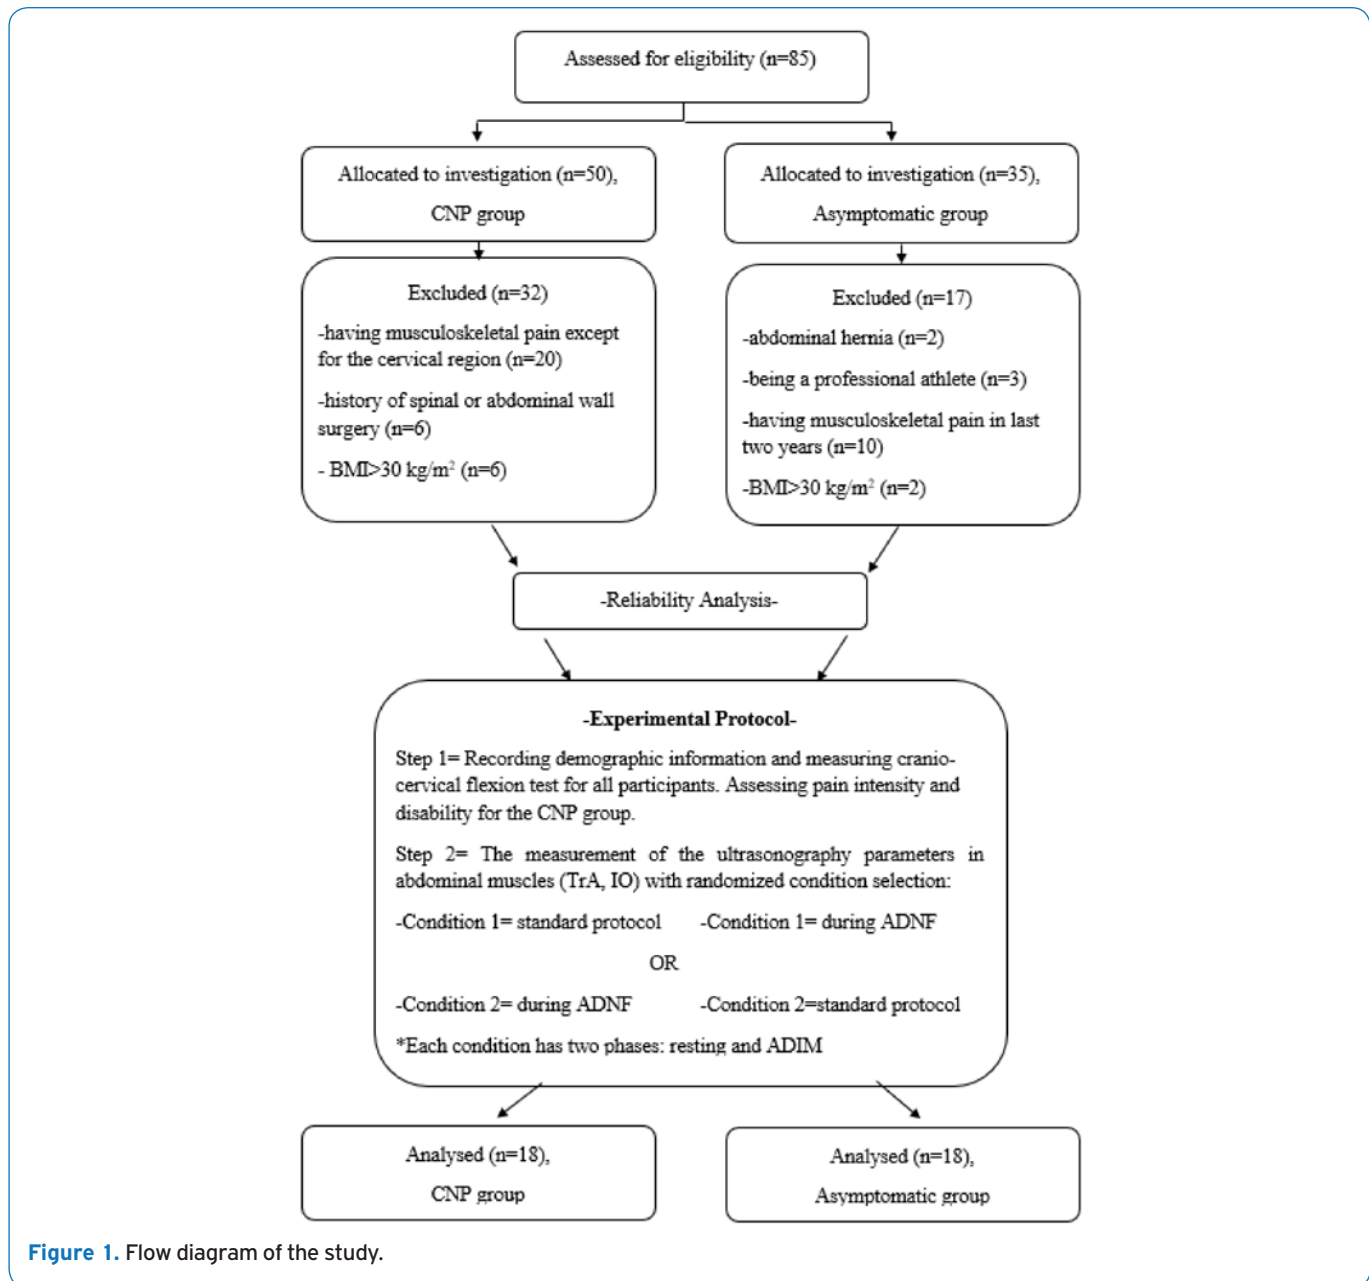 Assessed for eligibility (n=85)
Allocated to investigation (n=50),
CNP group
Allocated to investigation (n=35),
Asymptomatic group
Excluded (n=32)
-having musculoskeletal pain except
for the cervical region (n=20)
-history of spinal or abdominal wall
surgery (n=6)
- BMI>30 kg/m² (n=6)
Excluded (n=17)
-abdominal hernia (n=2)
-being a professional athlete (n=3)
-having musculoskeletal pain in last
two years (n=10)
-BMI>30 kg/m² (n=2)
-Reliability Analysis-
-Experimental Protocol-
Step 1= Recording demographic information and measuring cranio-
cervical flexion test for all participants. Assessing pain intensity and
disability for the CNP group.
Step 2= The measurement of the ultrasonography parameters in
abdominal muscles (TrA, IO) with randomized condition selection:
-Condition 1= standard protocol -Condition 1= during ADNF
OR
-Condition 2= during ADNF -Condition 2=standard protocol
*Each condition has two phases: resting and ADIM
Analysed (n=18),
CNP group
Analysed (n=18),
Asymptomatic group
Figure 1. Flow diagram of the study.